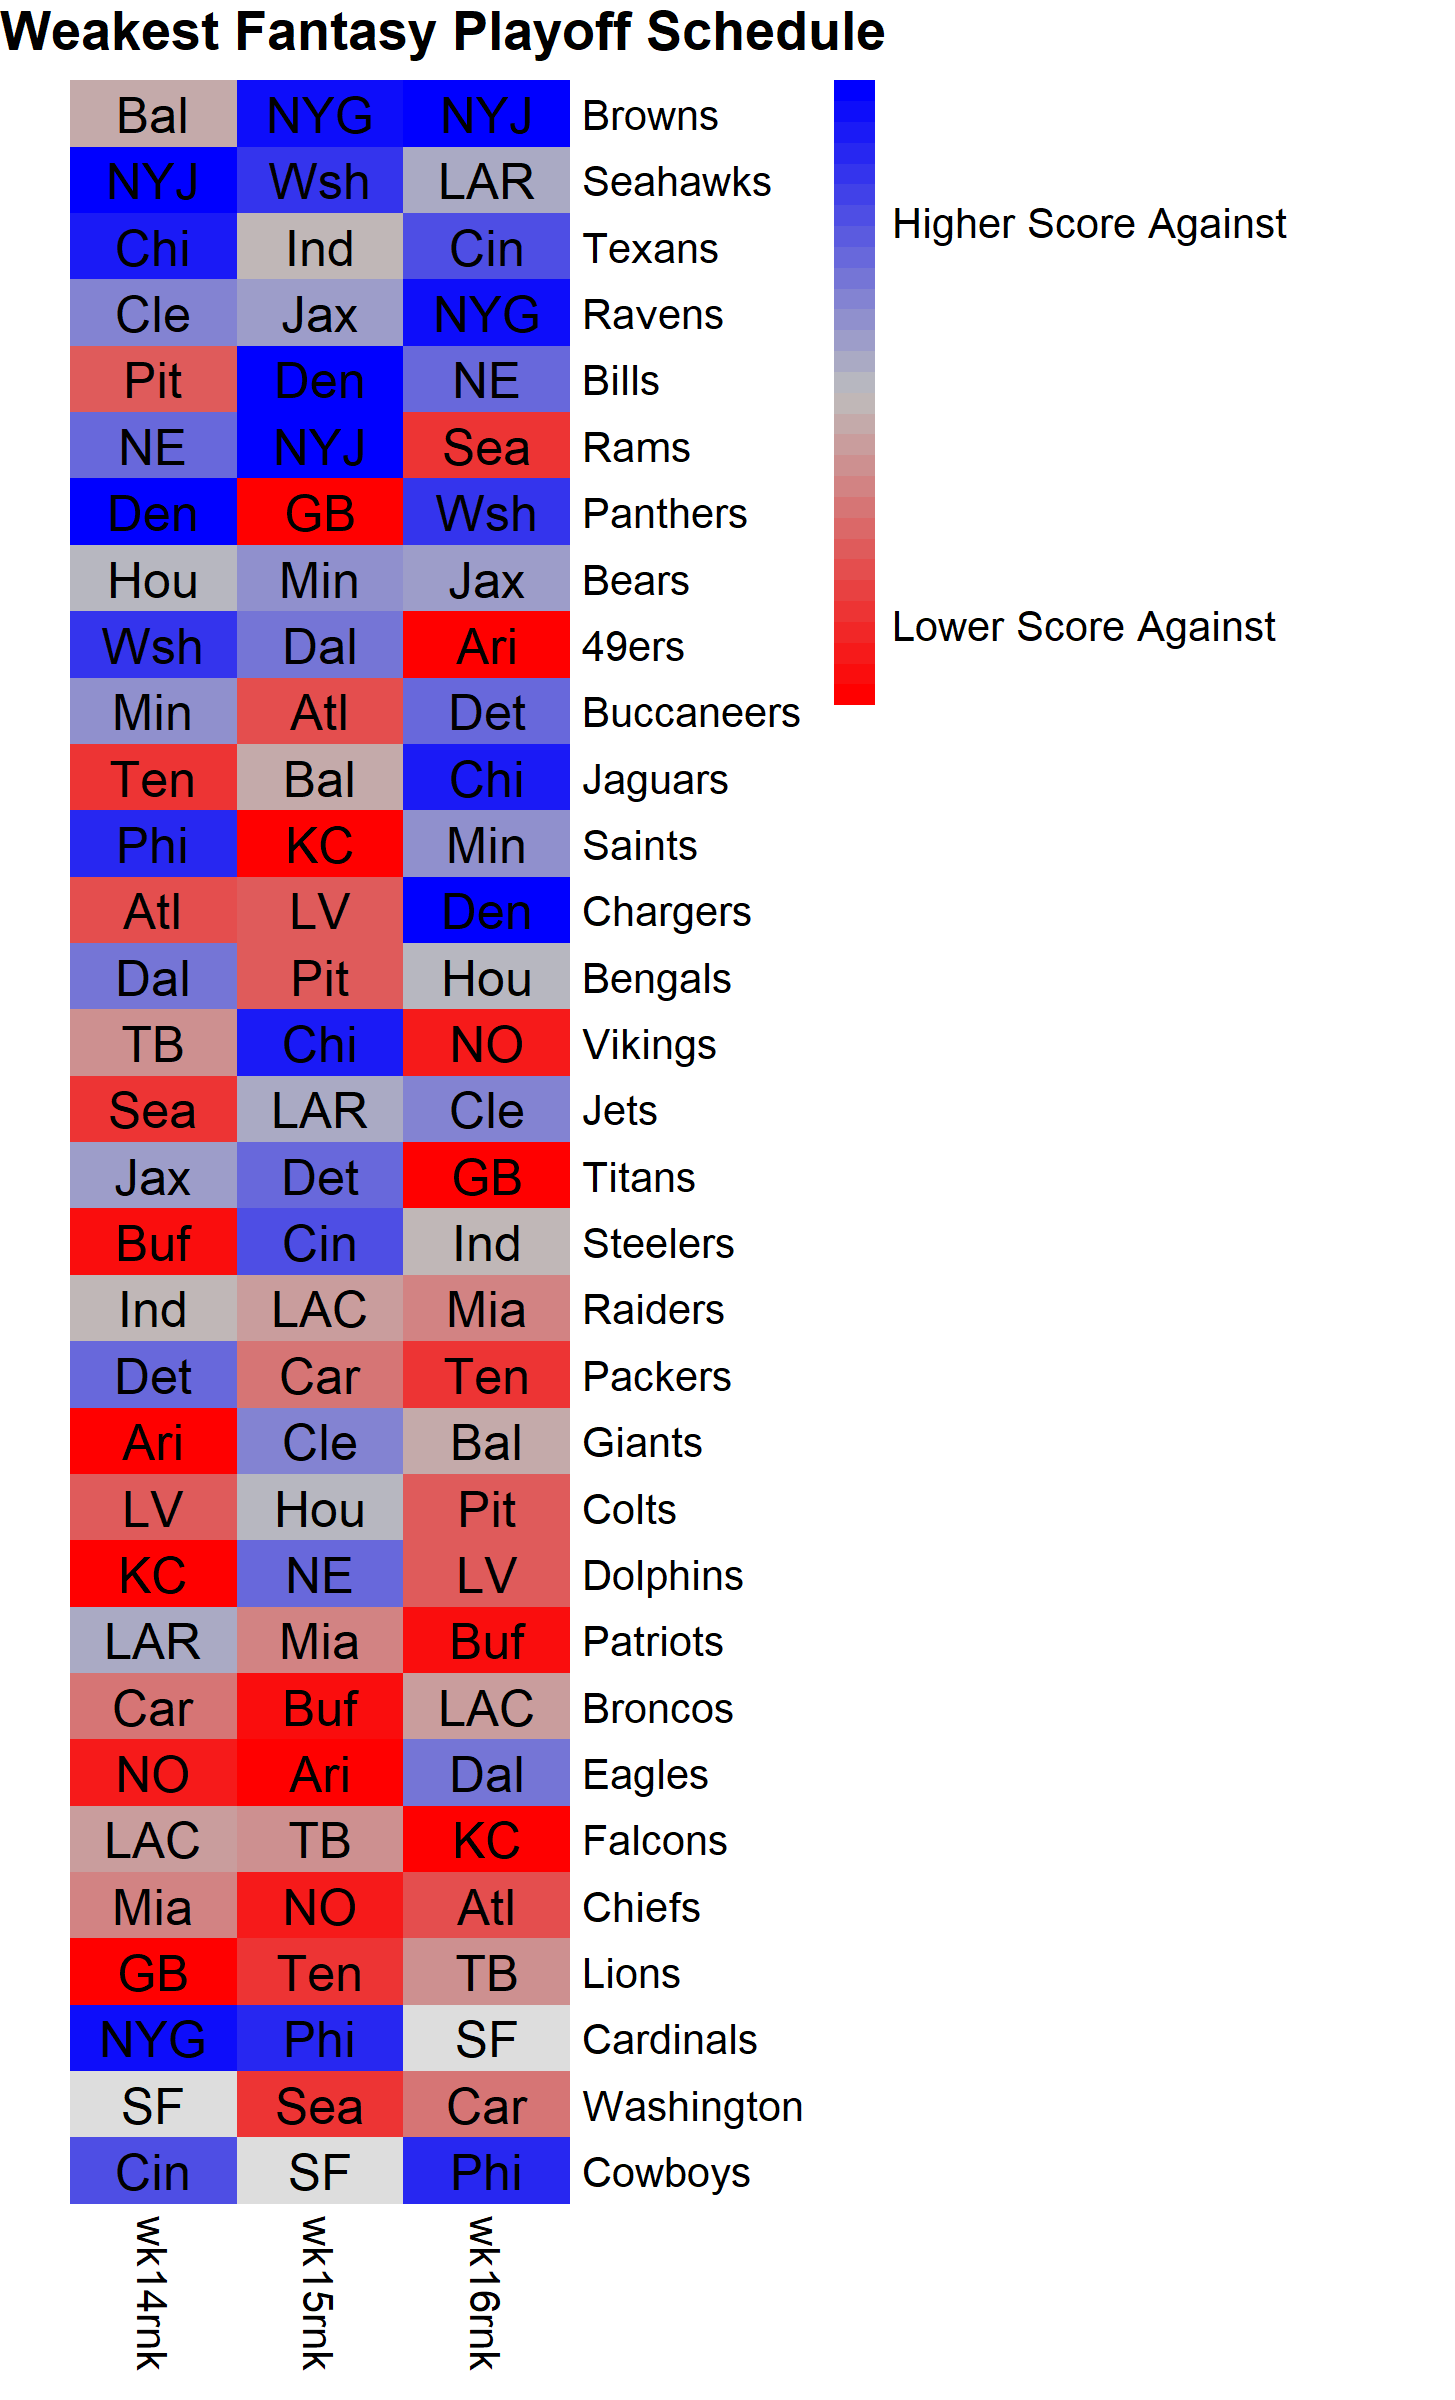 Weakest Fantasy Playoff Schedule
Bal NYG NYJ Browns
NYJ Wsh LAR Seahawks
Chi Ind Cin Texans
Cle Jax NYG Ravens
Pit Den NE Bills
NE NYJ Sea Rams
Den GB Wsh Panthers
Hou Min Jax Bears
Wsh Dal Ari 49ers
Min Atl Det Buccaneers
Ten Bal Chi Jaguars
Phi KC Min Saints
Atl LV Den Chargers
Dal Pit Hou Bengals
TB Chi NO Vikings
Sea LAR Cle Jets
Jax Det GB Titans
Buf Cin Ind Steelers
Ind LAC Mia Raiders
Det Car Ten Packers
Ari Cle Bal Giants
LV Hou Pit Colts
KC NE LV Dolphins
LAR Mia Buf Patriots
Car Buf LAC Broncos
NO Ari Dal Eagles
LAC TB KC Falcons
Mia NO Atl Chiefs
GB Ten TB Lions
NYG Phi SF Cardinals
SF Sea Car Washington
Cin SF Phi Cowboys
wk14rnk wk15rnk wk16rnk
Higher Score Against
Lower Score Against